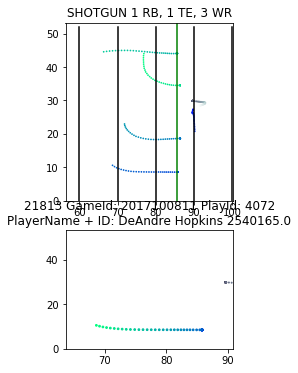 SHOTGUN 1 RB, 1 TE, 3 WR
50
40
30
20
10
0
60 70 80 90 100
21813 GameId: 2017100811 PlayId: 4072
PlayerName + ID: DeAndre Hopkins 2540165.0
40
20
0
70 80 90